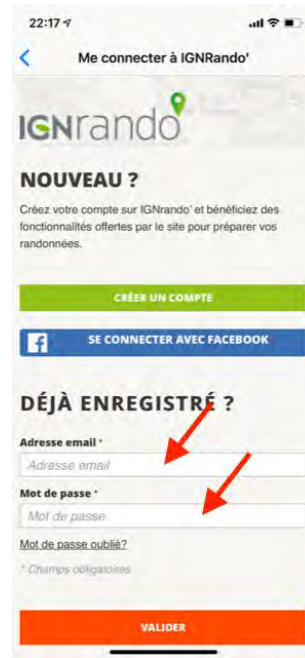 22:17
Me connecter à IGNRando'
IGNrando
NOUVEAU ?
Créez votre compte sur IGNrando' et bénéficiez des
fonctionnalités offertes par le site pour préparer vos
randonnées.
CRÉER UN COMPTE
f
SE CONNECTER AVEC FACEBOOK
DÉJÀ ENREGISTRÉ ?
Adresse email *
Adresse email
Mot de passe *
Mot de passe
Mot de passe oublié?
* Champs obligatoires
VALIDER